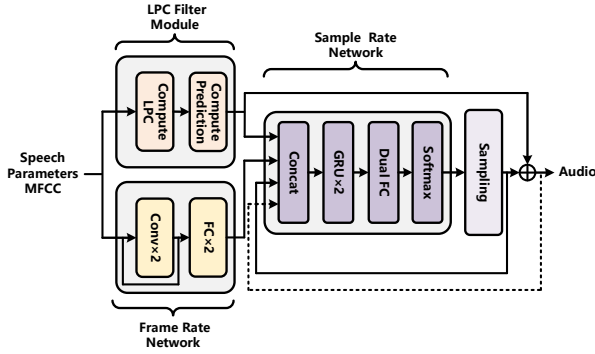 LPC Filter
Module
Sample Rate
Network
Compute
LPC
Compute
Prediction
Speech
Parameters
MFCC
Concat
GRU×2
Dual FC
Softmax
Sampling
Audio
Conv×2
FC×2
Frame Rate
Network